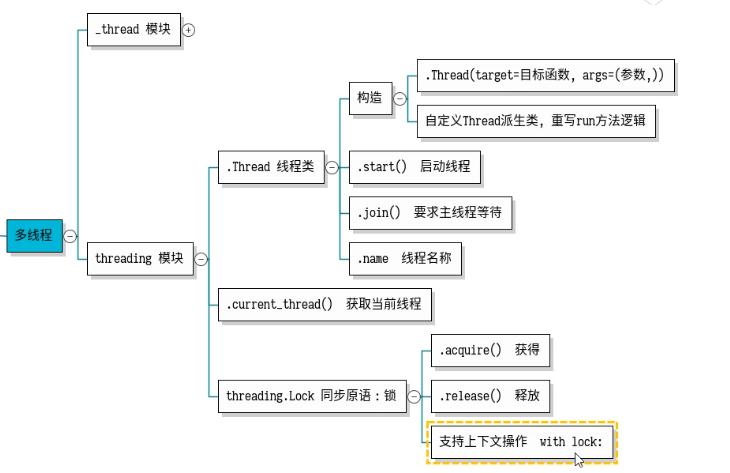 _thread 模块
.Thread(target=目标函数, args=(参数,))
构造
自定义Thread派生类, 重写run方法逻辑
.Thread 线程类
.start() 启动线程
.join() 要求主线程等待
多线程
threading 模块
.name 线程名称
.current_thread() 获取当前线程
.acquire() 获得
threading.Lock 同步原语：锁
.release() 释放
支持上下文操作 with lock: